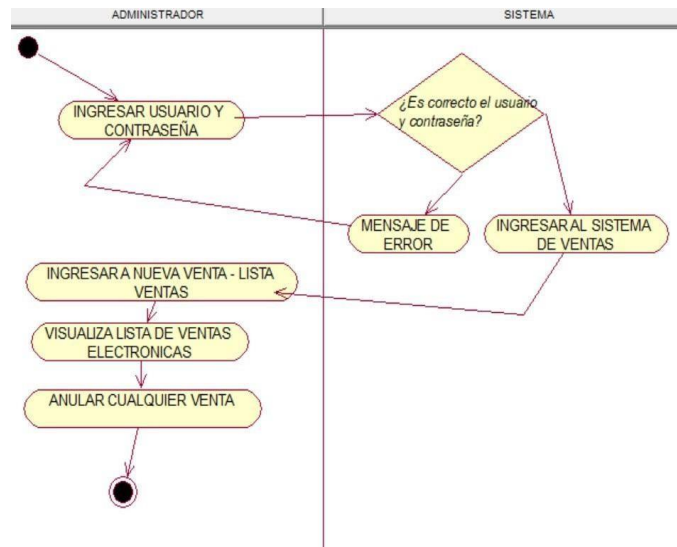 ADMINISTRADOR
SISTEMA
INGRESAR USUARIO Y
CONTRASEÑA
¿Es correcto el usuario
y contraseña?
MENSAJE DE
ERROR
INGRESAR AL SISTEMA
DE VENTAS
INGRESAR A NUEVA VENTA - LISTA
VENTAS
VISUALIZA LISTA DE VENTAS
ELECTRONICAS
ANULAR CUALQUIER VENTA